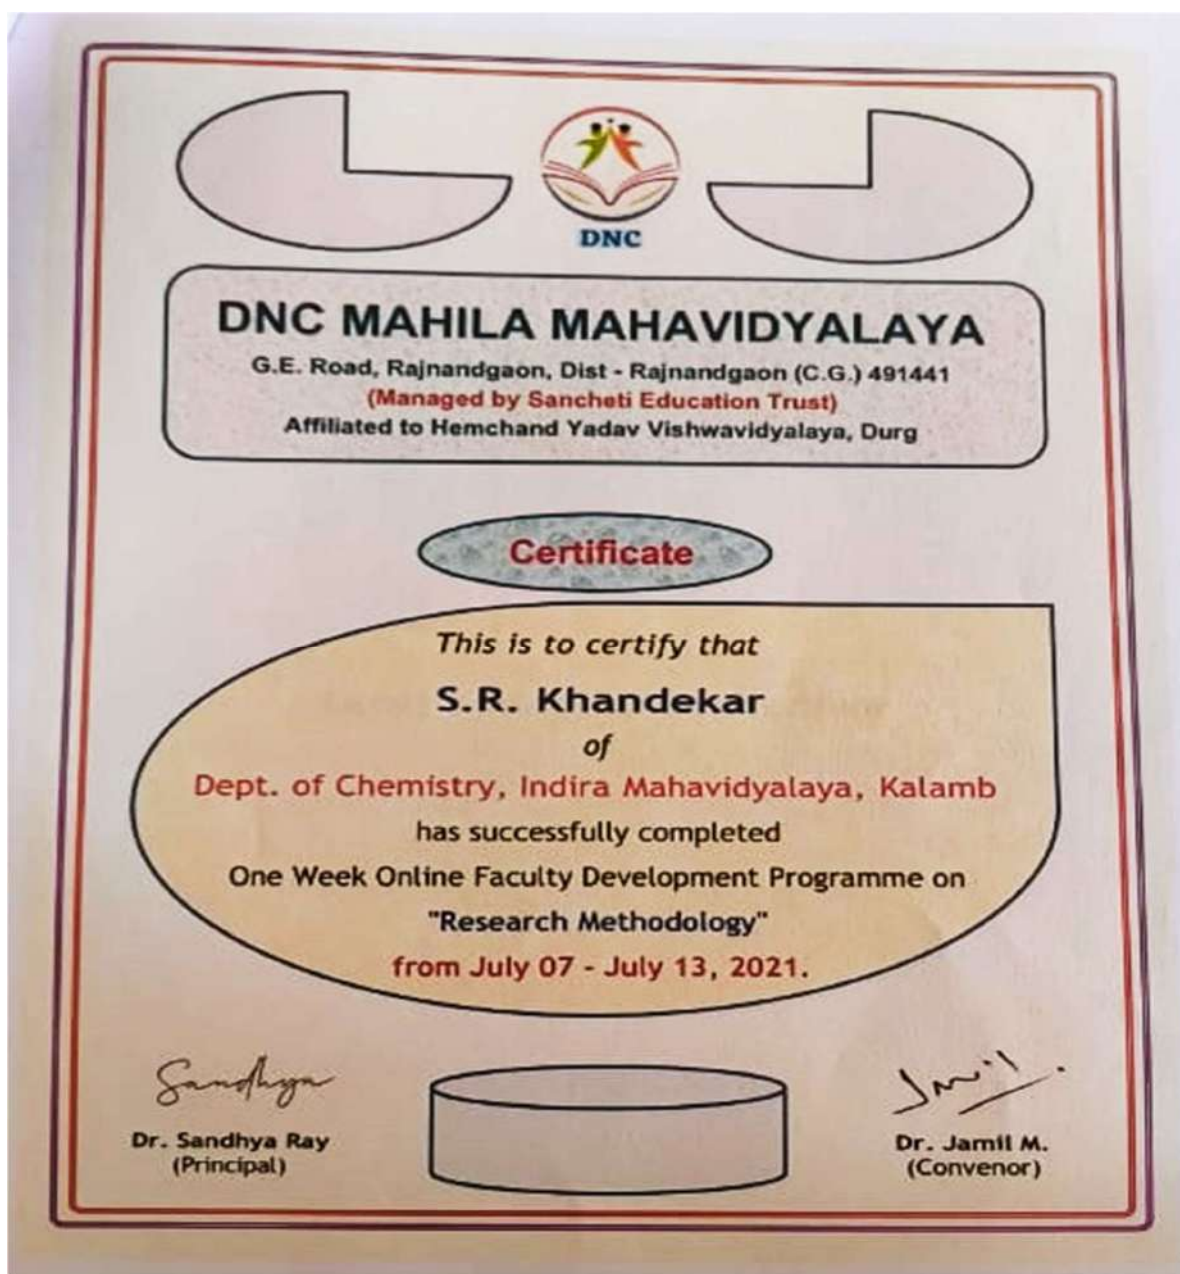 DNC
DNC MAHILA MAHAVIDYALAYA
G.E. Road, Rajnandgaon, Dist - Rajnandgaon (C.G.) 491441
(Managed by Sancheti Education Trust)
Affiliated to Hemchand Yadav Vishwavidyalaya, Durg
Certificate
This is to certify that
S.R. Khandekar
of
Dept. of Chemistry, Indira Mahavidyalaya, Kalamb
has successfully completed
One Week Online Faculty Development Programme on
"Research Methodology"
from July 07 - July 13, 2021.
Sandhya
Jamil
Dr. Sandhya Ray
(Principal)
Dr. Jamil M.
(Convenor)